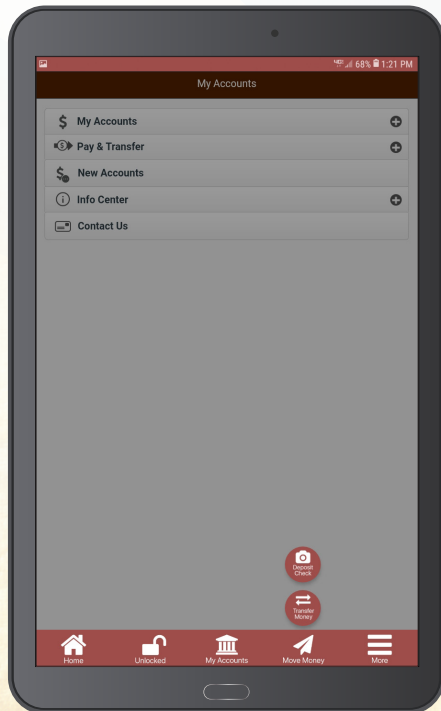 68% 1:21 PM
My Accounts
My Accounts
Pay & Transfer
New Accounts
Info Center
Contact Us
Deposit
Check
Transfer
Money
Home Unlocked My Accounts Move Money More